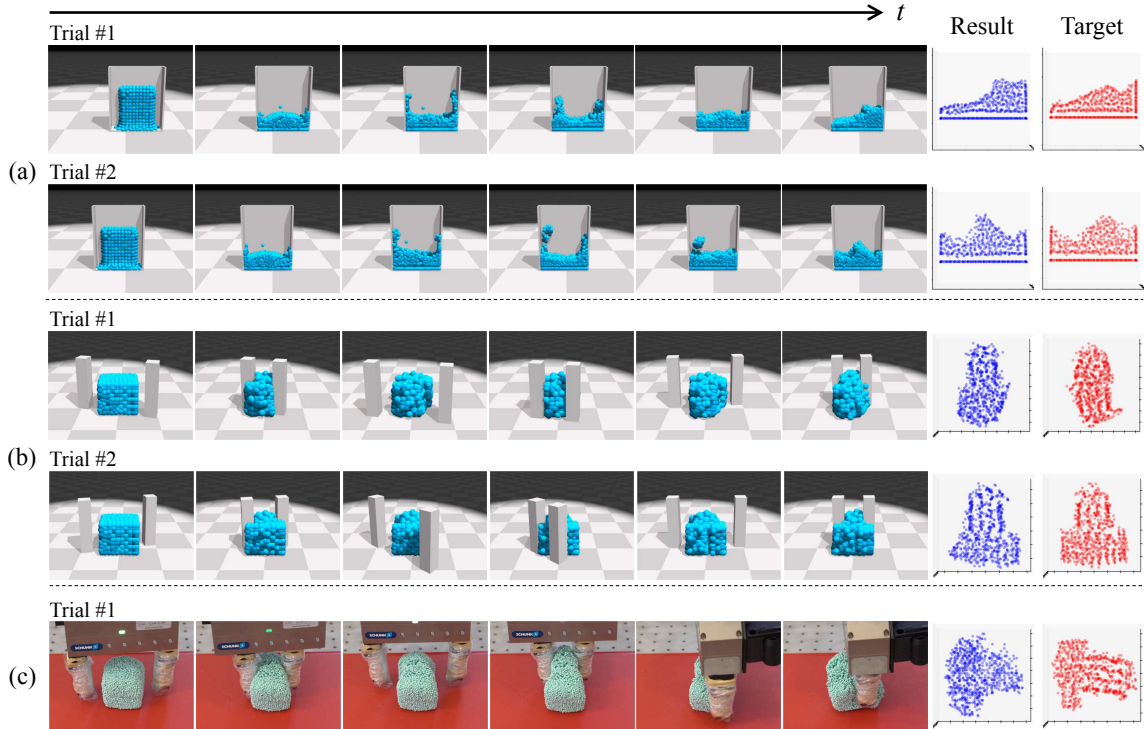 t
Result
Target
Trial #1
(a)
Trial #2
Trial #1
(b)
Trial #2
Trial #1
(c)
SCHUNK
SCHUNK
SCHUNK
SCHUNK